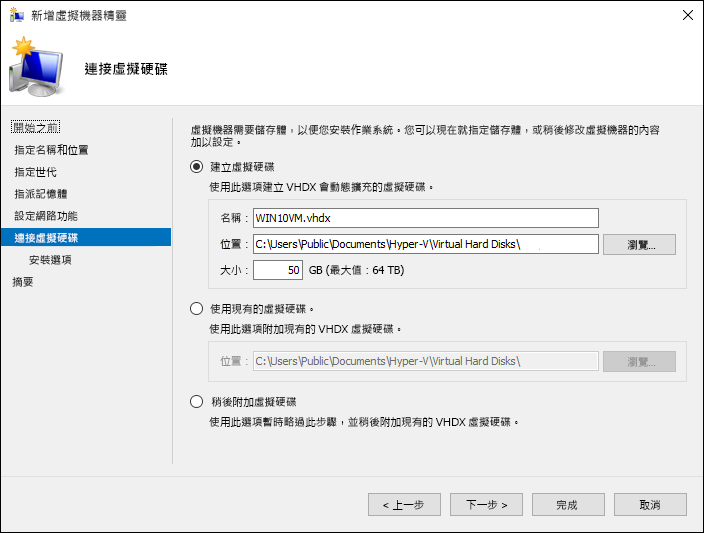 新增虛擬機器精靈
連接虛擬硬碟
開始之前
指定名稱和位置
指定世代
指派記憶體
設定網路功能
連接虛擬硬碟
安裝選項
摘要
虛擬機器需要儲存體，以便您安裝作業系統。您可以現在就指定儲存體，或稍後修改虛擬機器的內容
加以設定。
建立虛擬硬碟
使用此選項建立 VHDX 會動態擴充的虛擬硬碟。
名稱： WIN10VM.vhdx
位置： C:\Users\Public\Documents\Hyper-V\Virtual Hard Disks\ 瀏覽...
大小： 50 GB (最大值：64 TB)
使用現有的虛擬硬碟。
使用此選項附加現有的 VHDX 虛擬硬碟。
位置： C:\Users\Public\Documents\Hyper-V\Virtual Hard Disks\ 瀏覽...
稍後附加虛擬硬碟
使用此選項暫時略過此步驟，並稍後附加現有的 VHDX 虛擬硬碟。
< 上一步 下一步 > 完成 取消